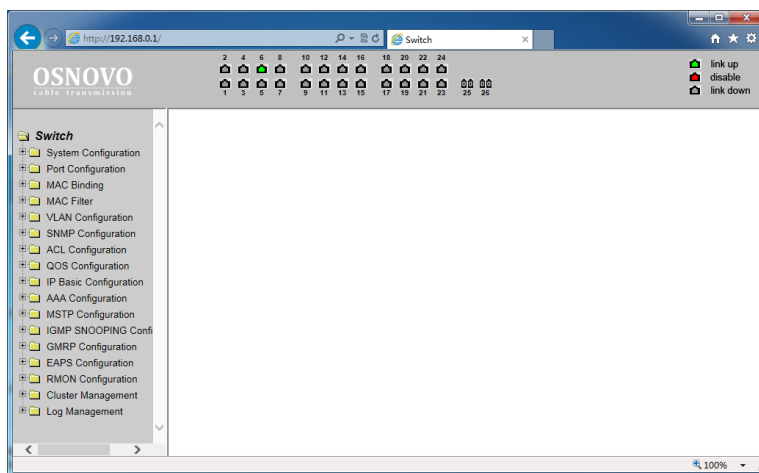 http://192.168.0.1/
Switch
OSNOVO
cable transmission
2 4 6 8 10 12 14 16 18 20 22 24
1 3 5 7 9 11 13 15 17 19 21 23 25 26
link up
disable
link down
Switch
System Configuration
Port Configuration
MAC Binding
MAC Filter
VLAN Configuration
SNMP Configuration
ACL Configuration
QOS Configuration
IP Basic Configuration
AAA Configuration
MSTP Configuration
IGMP SNOOPING Confi
GMRP Configuration
EAPS Configuration
RMON Configuration
Cluster Management
Log Management
100%